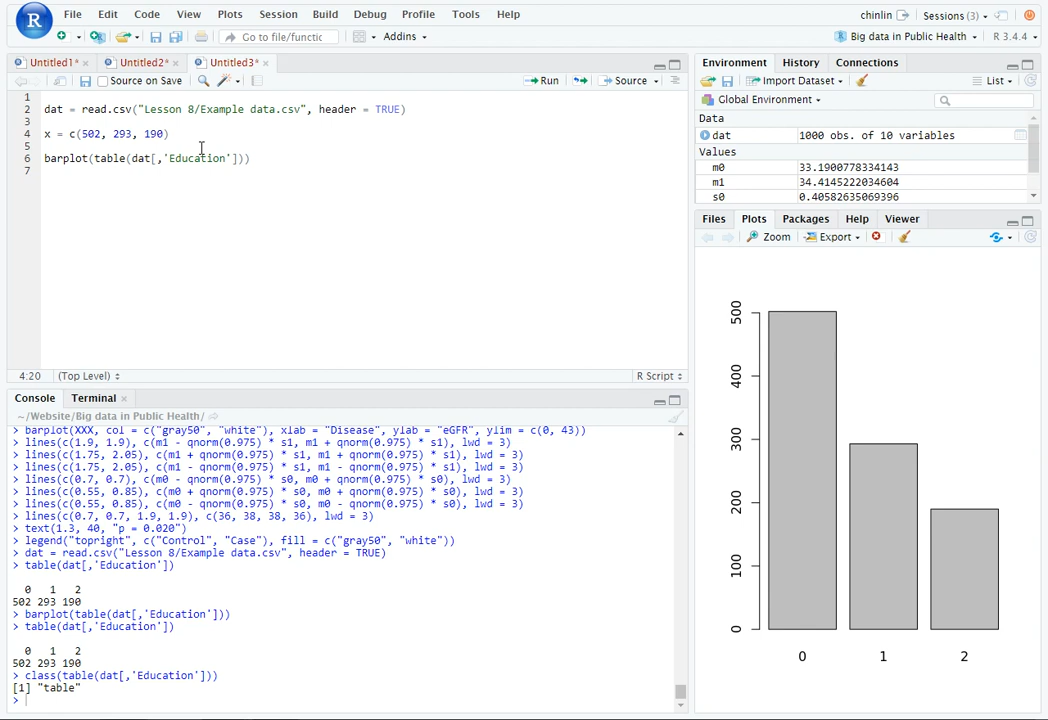 R File Edit Code View Plots Session Build Debug Profile Tools Help chinlin Sessions (3)
Go to file/functic Addins Big data in Public Health R 3.4.4
Untitled1* × Untitled2* × Untitled3* ×
Source on Save Run Source
1
2 dat = read.csv("Lesson 8/Example data.csv", header = TRUE)
3
4 x = c(502, 293, 190)
5
6 barplot(table(dat[,'Education']))
7
4:20 (Top Level) R Script
Console Terminal ×
~/Website/Big data in Public Health/
> barplot(XXX, col = c("gray50", "white"), xlab = "Disease", ylab = "eGFR", ylim = c(0, 43))
> lines(c(1.9, 1.9), c(m1 - qnorm(0.975) * s1, m1 + qnorm(0.975) * s1), lwd = 3)
> lines(c(1.75, 2.05), c(m1 + qnorm(0.975) * s1, m1 + qnorm(0.975) * s1), lwd = 3)
> lines(c(1.75, 2.05), c(m1 - qnorm(0.975) * s1, m1 - qnorm(0.975) * s1), lwd = 3)
> lines(c(0.7, 0.7), c(m0 - qnorm(0.975) * s0, m0 + qnorm(0.975) * s0), lwd = 3)
> lines(c(0.55, 0.85), c(m0 + qnorm(0.975) * s0, m0 + qnorm(0.975) * s0), lwd = 3)
> lines(c(0.55, 0.85), c(m0 - qnorm(0.975) * s0, m0 - qnorm(0.975) * s0), lwd = 3)
> lines(c(0.7, 0.7, 1.9, 1.9), c(36, 38, 38, 36), lwd = 3)
> text(1.3, 40, "p = 0.020")
> legend("topright", c("Control", "Case"), fill = c("gray50", "white"))
> dat = read.csv("Lesson 8/Example data.csv", header = TRUE)
> table(dat[,'Education'])
0 1 2
502 293 190
> barplot(table(dat[,'Education']))
> table(dat[,'Education'])
0 1 2
502 293 190
> class(table(dat[,'Education']))
[1] "table"
>
Environment History Connections
Import Dataset List
Global Environment
Data
dat 1000 obs. of 10 variables
Values
m0 33.1900778334143
m1 34.4145222034604
s0 0.40582635069396
Files Plots Packages Help Viewer
Zoom Export
500
400
300
200
100
0
0 1 2